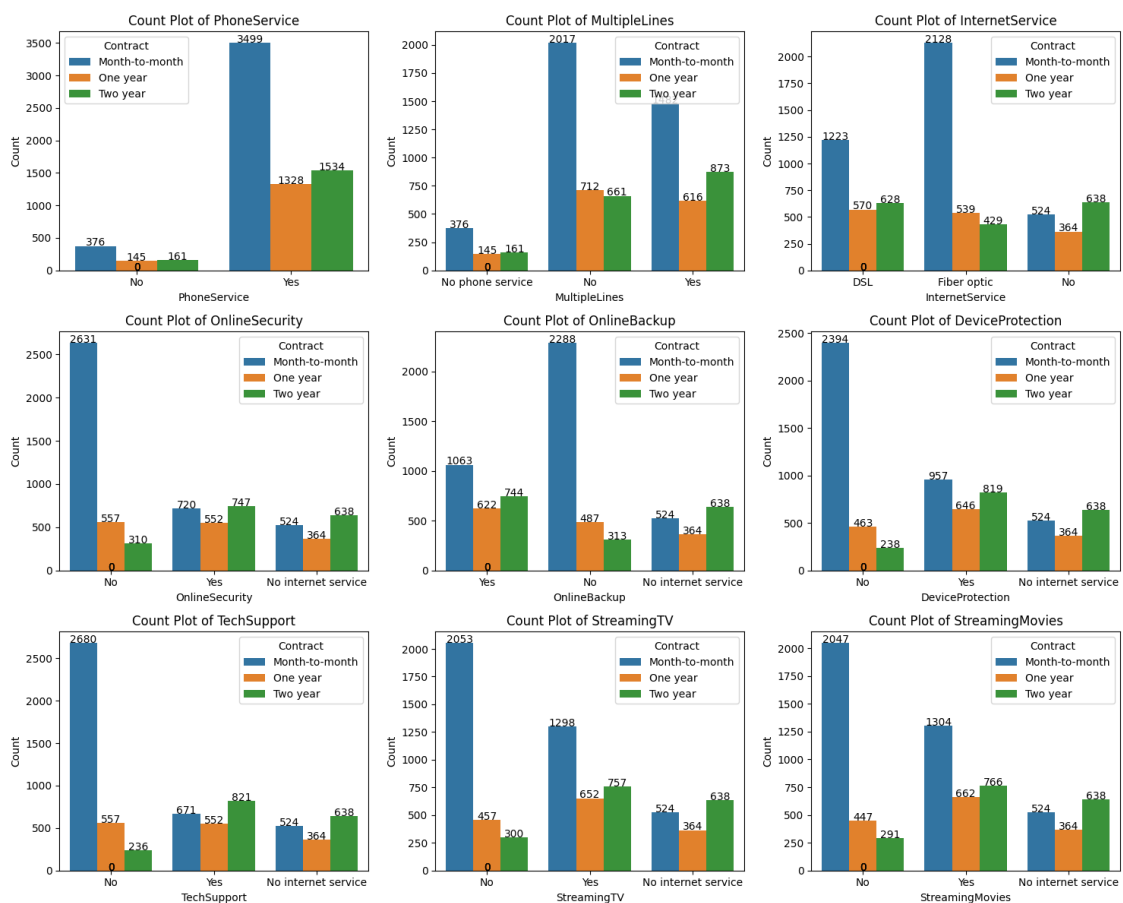 Count Plot of PhoneService
Contract
Month-to-month
One year
Two year
3500
3000
2500
2000
1500
1000
500
0
Count
376
145
161
0
3499
1328
1534
No
Yes
PhoneService
Count Plot of MultipleLines
Contract
Month-to-month
One year
Two year
2000
1750
1500
1250
1000
750
500
250
0
Count
376
145
161
0
2017
712
661
616
873
No phone service
No
Yes
MultipleLines
Count Plot of InternetService
Contract
Month-to-month
One year
Two year
2000
1750
1500
1250
1000
750
500
250
0
Count
1223
570
628
0
2128
539
429
524
364
638
DSL
Fiber optic
No
InternetService
Count Plot of OnlineSecurity
Contract
Month-to-month
One year
Two year
2500
2000
1500
1000
500
0
Count
2631
557
310
0
720
552
747
524
364
638
No
Yes
No internet service
OnlineSecurity
Count Plot of OnlineBackup
Contract
Month-to-month
One year
Two year
2000
1500
1000
500
0
Count
1063
622
744
0
2288
487
313
524
364
638
Yes
No
No internet service
OnlineBackup
Count Plot of DeviceProtection
Contract
Month-to-month
One year
Two year
2500
2000
1500
1000
500
0
Count
2394
463
238
0
957
646
819
524
364
638
No
Yes
No internet service
DeviceProtection
Count Plot of TechSupport
Contract
Month-to-month
One year
Two year
2500
2000
1500
1000
500
0
Count
2680
557
236
0
671
552
821
524
364
638
No
Yes
No internet service
TechSupport
Count Plot of StreamingTV
Contract
Month-to-month
One year
Two year
2000
1750
1500
1250
1000
750
500
250
0
Count
2053
457
300
0
1298
652
757
524
364
638
No
Yes
No internet service
StreamingTV
Count Plot of StreamingMovies
Contract
Month-to-month
One year
Two year
2000
1750
1500
1250
1000
750
500
250
0
Count
2047
447
291
0
1304
662
766
524
364
638
No
Yes
No internet service
StreamingMovies